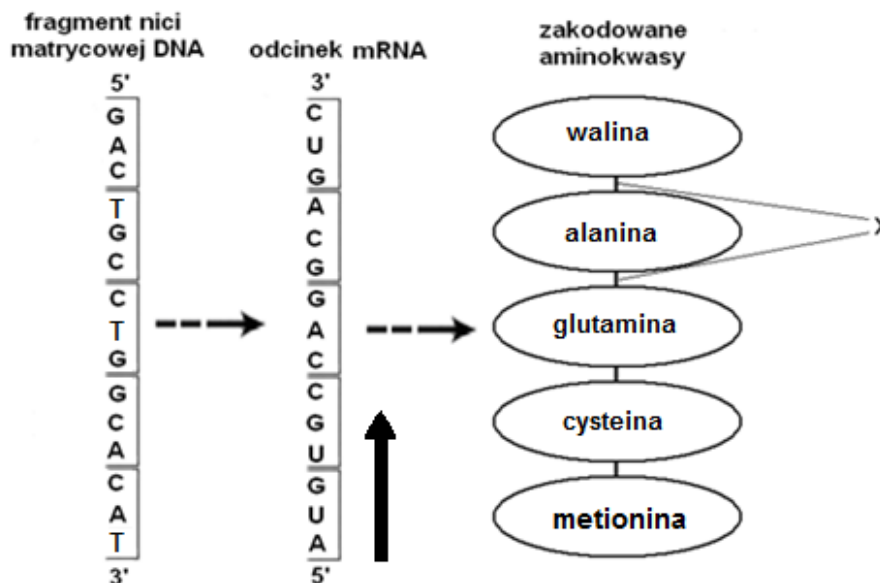 fragment nici
matrycowej DNA
5'
G
A
C
T
G
C
C
T
G
G
C
A
C
A
T
3'
odcinek mRNA
3'
C
U
G
A
C
G
G
A
C
C
G
U
G
U
A
5'
zakodowane
aminokwasy
walina
alanina
glutamina
cysteina
metionina